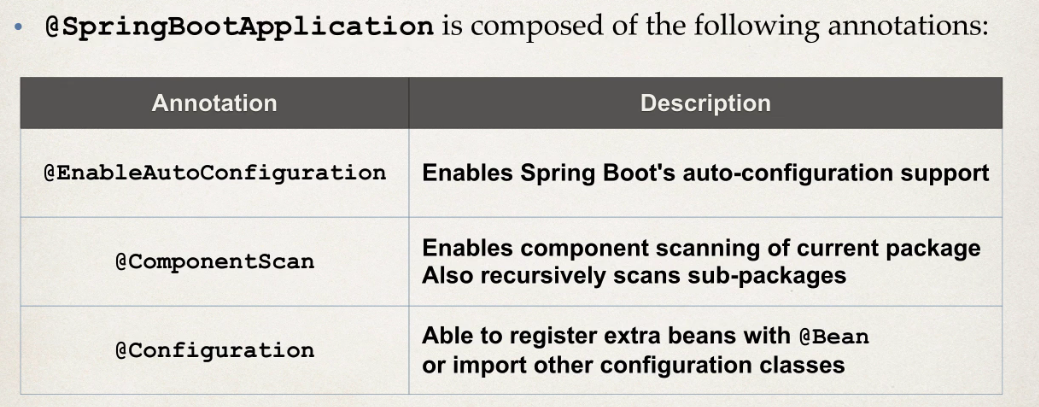 • @SpringBootApplication is composed of the following annotations:
Annotation Description
@EnableAutoConfiguration Enables Spring Boot's auto-configuration support
@ComponentScan Enables component scanning of current package
Also recursively scans sub-packages
@Configuration Able to register extra beans with @Bean
or import other configuration classes